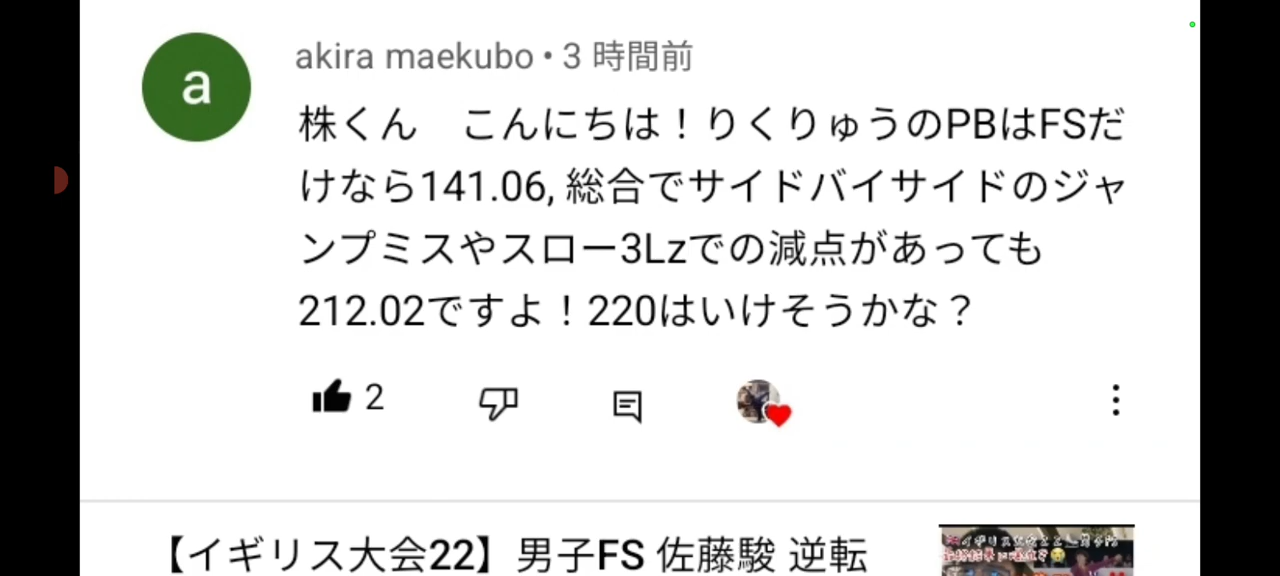 a
akira maekubo • 3 時間前
株くん　こんにちは！りくりゅうのPBはFSだ
けなら141.06, 総合でサイドバイサイドのジャ
ンプミスやスロー3Lzでの減点があっても
212.02ですよ！220はいけそうかな？
2
【イギリス大会22】男子FS 佐藤駿 逆転